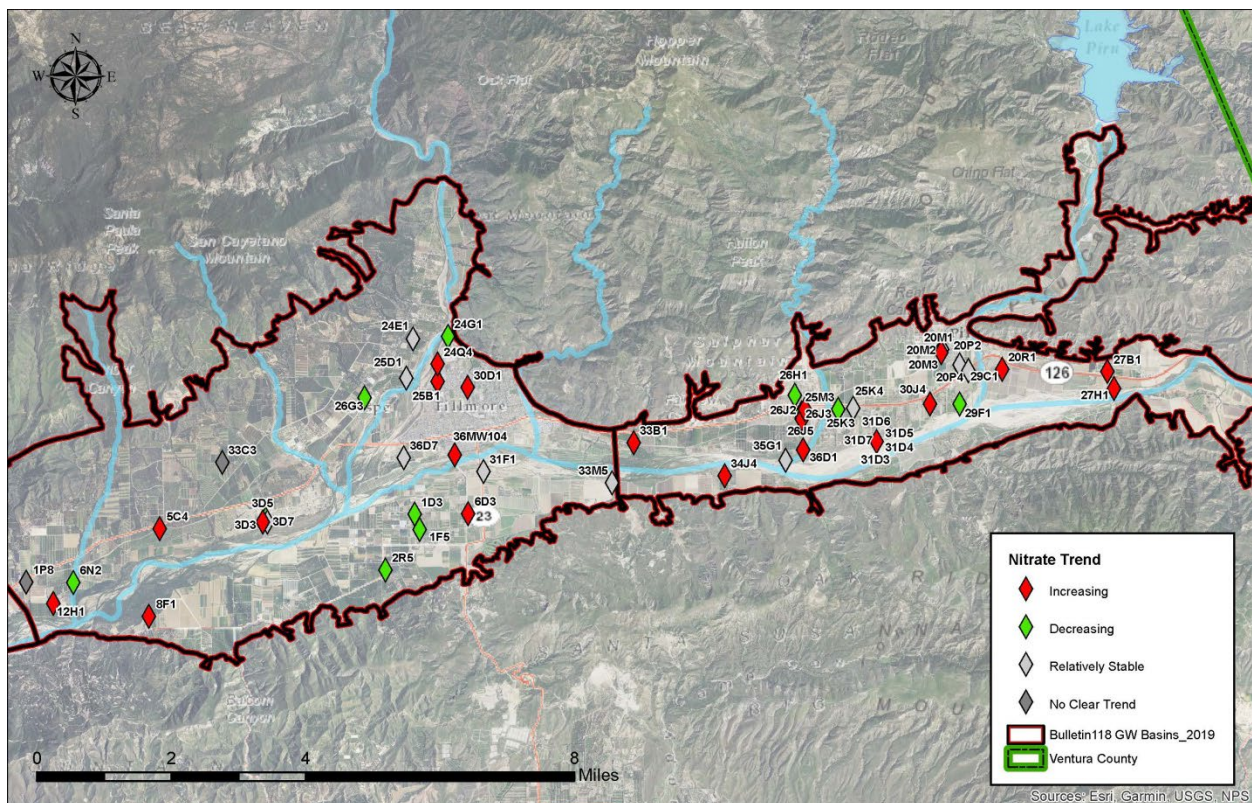 N
W E
S
Hopper
Mountain
Ock Flat
Lake
Piru
Santa
Paula
Peak
San Cayetano
Mountain
Chino Flat
24E1
24G1
24Q4
25D1
25B1
30D1
26G3
Fillmore
33C3
36D7
36MW104
31F1
33M5
33B1
34J4
3D5
3D3
3D7
5C4
1D3
1F5
6D3
23
2R5
1P8
6N2
12H1
8F1
26H1
25M3
26J2
26J3
26J5
25K4
25K3
35G1
36D1
31D6
31D5
31D7
31D4
31D3
30J4
20M1
20M2
20M3
20P2
20P4
29C1
20R1
29F1
126
27B1
27H1
Canyon
Balcom
Canyon
Nitrate Trend
Increasing
Decreasing
Relatively Stable
No Clear Trend
Bulletin118 GW Basins_2019
Ventura County
0 2 4 8
Miles
Sources: Esri, Garmin, USGS, NPS